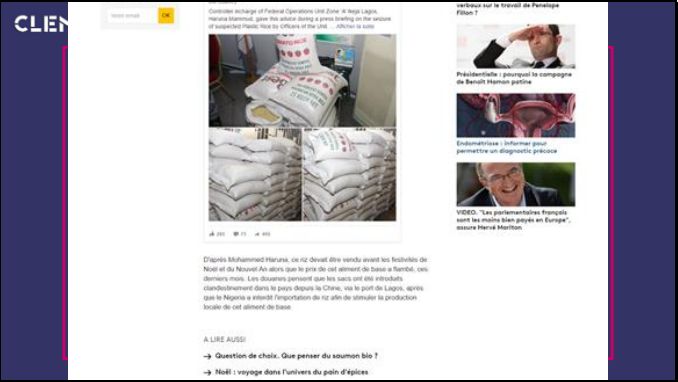 CLEM
Votre email
OK
Controller incharge of Federal Operations Unit Zone 'A' Ikeja Lagos,
Haruna Mammud, gave this advice during a press briefing on the seizure
of suspected Plastic Rice by Officers of the Unit. ... Afficher la suite
D'après Mohammed Haruna, ce riz devait être vendu avant les festivités de
Noël et du Nouvel An alors que le prix de cet aliment de base a flambé, ces
derniers mois. Les douanes pensent que les sacs ont été introduits
clandestinement dans le pays depuis la Chine, via le port de Lagos, après
que le Nigeria a interdit l'importation de riz afin de stimuler la production
locale de cet aliment de base.
A LIRE AUSSI
Question de choix. Que penser du saumon bio ?
Noël : voyage dans l'univers du pain d'épices
verbaux sur le travail de Penelope
Fillon ?
Présidentielle : pourquoi la campagne
de Benoît Hamon patine
Endométriose : informer pour
permettre un diagnostic précoce
VIDEO. "Les parlementaires français
sont les moins bien payés en Europe",
assure Hervé Mariton